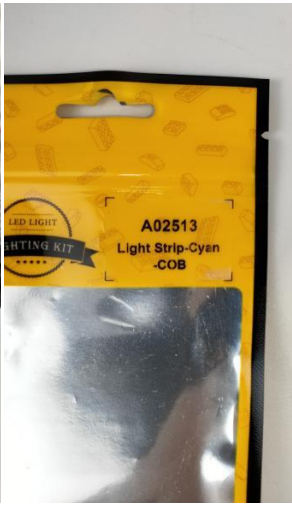 LED LIGHT
GHTING KIT
A02513
Light Strip-Cyan
-COB